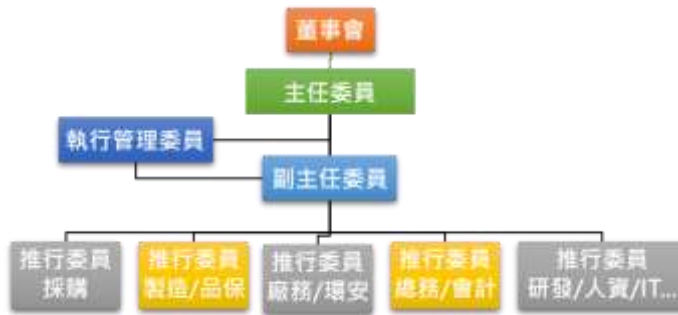 董事會
主任委員
執行管理委員
副主任委員
推行委員
採購
推行委員
製造/品保
推行委員
廠務/環安
推行委員
總務/會計
推行委員
研發/人資/IT...